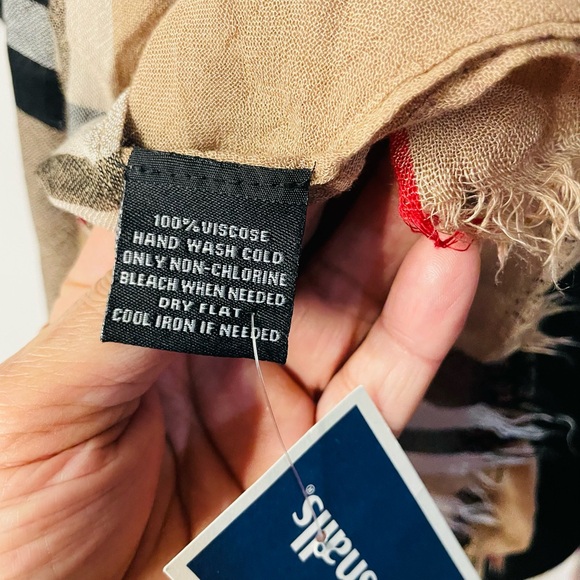 100% VISCOSE
HAND WASH COLD
ONLY NON-CHLORINE
BLEACH WHEN NEEDED
DRY FLAT
COOL IRON IF NEEDED